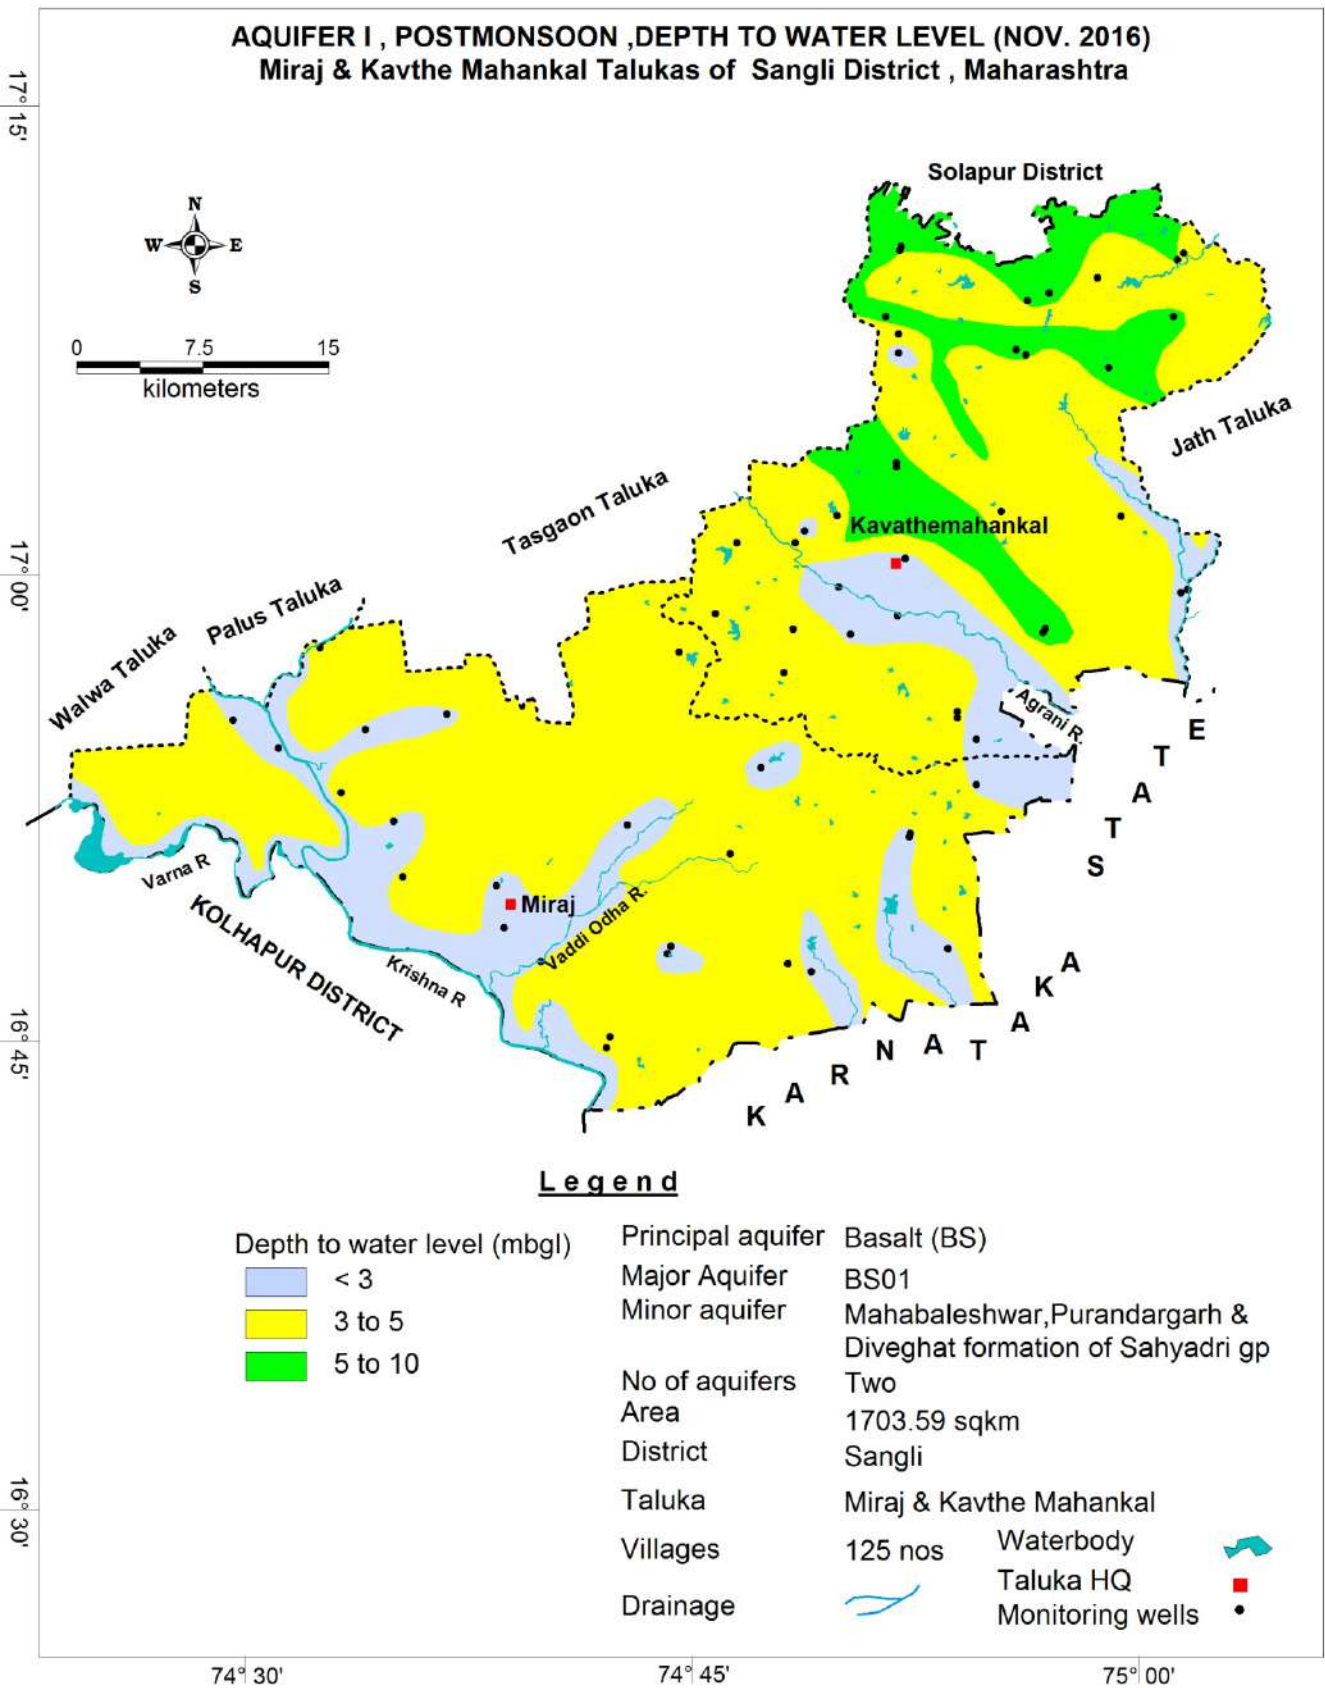 AQUIFER I , POSTMONSOON ,DEPTH TO WATER LEVEL (NOV. 2016)
Miraj & Kavthe Mahankal Talukas of Sangli District , Maharashtra
17° 15'
Solapur District
N
W E
S
0 7.5 15
kilometers
Jath Taluka
Tasgaon Taluka
Kavathemahankal
17° 00'
Palus Taluka
Walwa Taluka
Agrani R.
Varna R
Miraj
Vaddi Odha R.
KOLHAPUR DISTRICT
Krishna R
KARNATAKA STATE
16° 45'
Legend
Depth to water level (mbgl)
< 3
3 to 5
5 to 10
Principal aquifer Basalt (BS)
Major Aquifer BS01
Minor aquifer Mahabaleshwar,Purandargarh &
Diveghat formation of Sahyadri gp
No of aquifers Two
Area 1703.59 sqkm
District Sangli
Taluka Miraj & Kavthe Mahankal
Villages 125 nos
Drainage
Waterbody
Taluka HQ
Monitoring wells
16° 30'
74° 30' 74° 45' 75° 00'